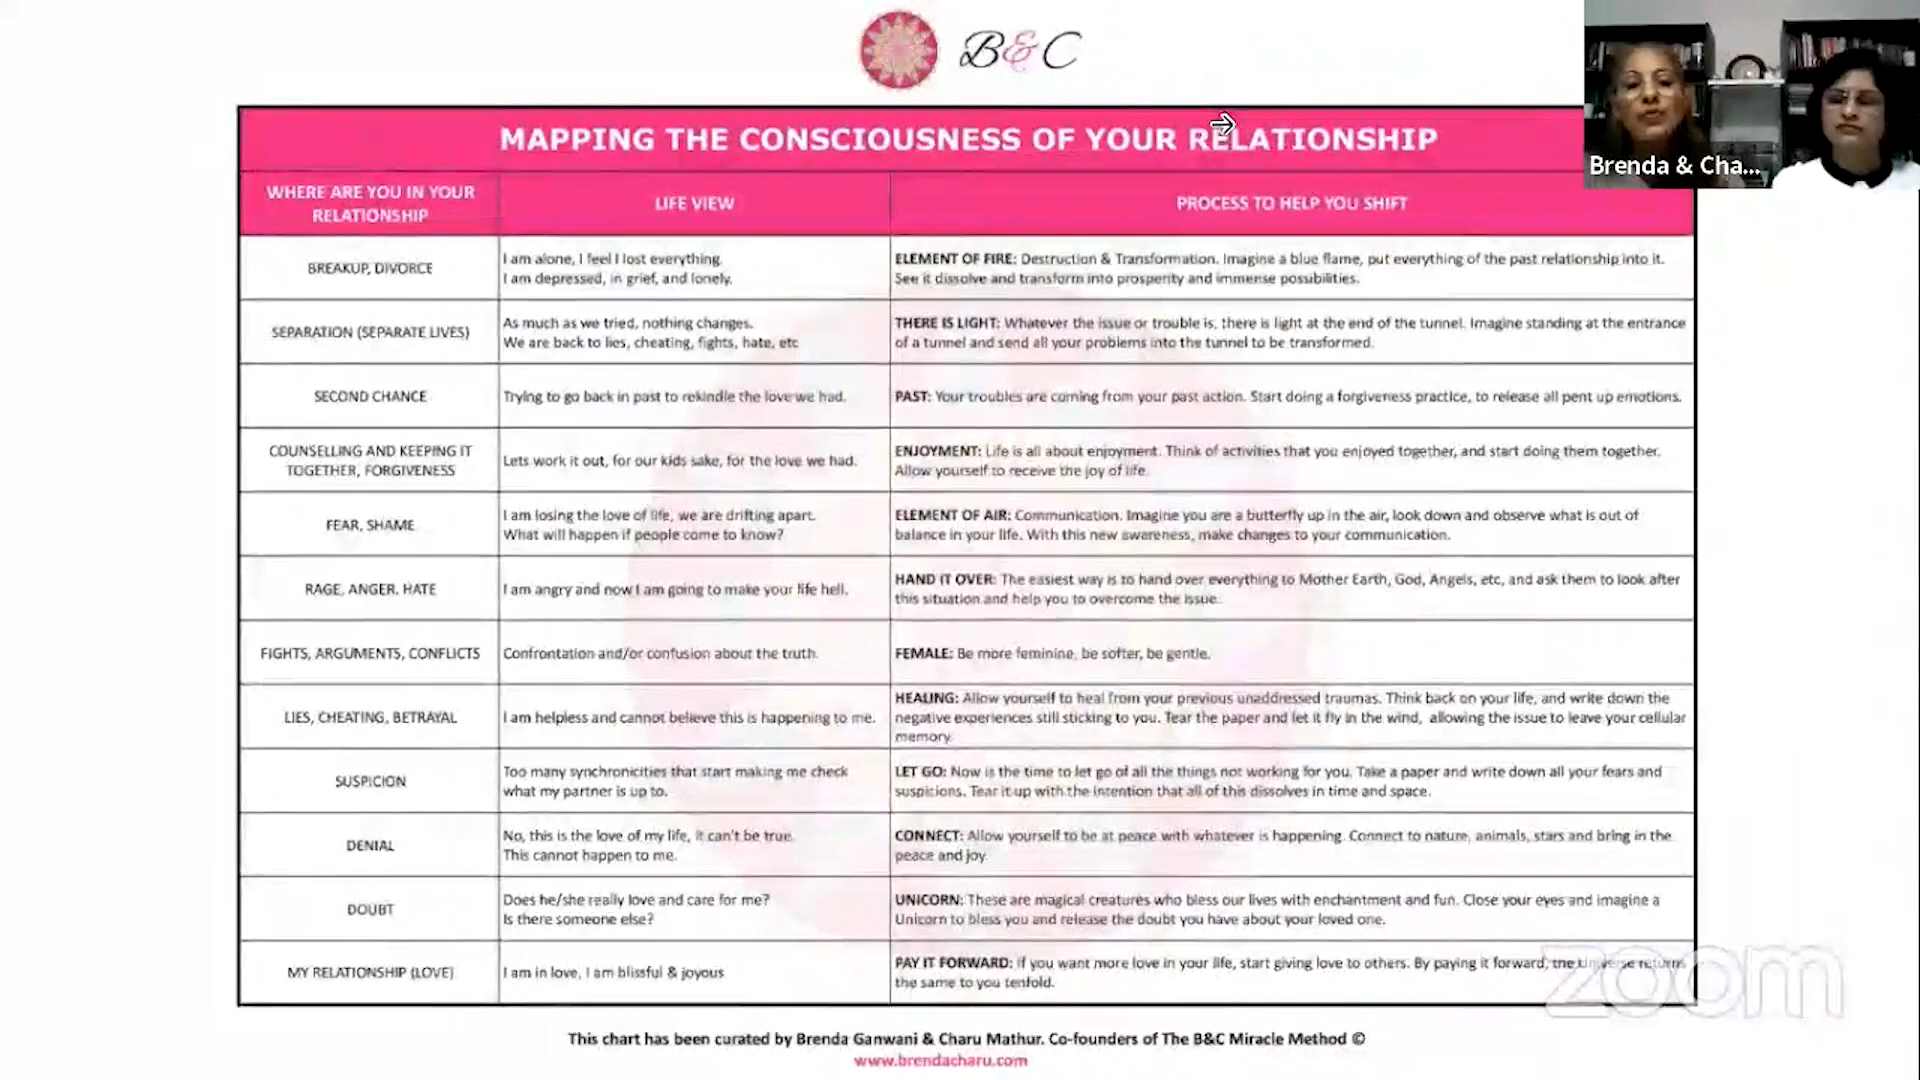 B&C
Brenda & Cha...
MAPPING THE CONSCIOUSNESS OF YOUR RELATIONSHIP
WHERE ARE YOU IN YOUR
RELATIONSHIP
LIFE VIEW
PROCESS TO HELP YOU SHIFT
BREAKUP, DIVORCE
I am alone, I feel I lost everything.
I am depressed, in grief, and lonely.
ELEMENT OF FIRE: Destruction & Transformation. Imagine a blue flame, put everything of the past relationship into it.
See it dissolve and transform into prosperity and immense possibilities.
SEPARATION (SEPARATE LIVES)
As much as we tried, nothing changes.
We are back to lies, cheating, fights, hate, etc
THERE IS LIGHT: Whatever the issue or trouble is, there is light at the end of the tunnel. Imagine standing at the entrance
of a tunnel and send all your problems into the tunnel to be transformed.
SECOND CHANCE
Trying to go back in past to rekindle the love we had.
PAST: Your troubles are coming from your past action. Start doing a forgiveness practice, to release all pent up emotions.
COUNSELLING AND KEEPING IT
TOGETHER, FORGIVENESS
Lets work it out, for our kids sake, for the love we had.
ENJOYMENT: Life is all about enjoyment. Think of activities that you enjoyed together, and start doing them together.
Allow yourself to receive the joy of life.
FEAR, SHAME
I am losing the love of life, we are drifting apart.
What will happen if people come to know?
ELEMENT OF AIR: Communication. Imagine you are a butterfly up in the air, look down and observe what is out of
balance in your life. With this new awareness, make changes to your communication.
RAGE, ANGER. HATE
I am angry and now I am going to make your life hell.
HAND IT OVER: The easiest way is to hand over everything to Mother Earth, God, Angels, etc, and ask them to look after
this situation and help you to overcome the issue.
FIGHTS, ARGUMENTS, CONFLICTS
Confrontation and/or confusion about the truth.
FEMALE: Be more feminine, be softer, be gentle.
LIES, CHEATING, BETRAYAL
I am helpless and cannot believe this is happening to me.
HEALING: Allow yourself to heal from your previous unaddressed traumas. Think back on your life, and write down the
negative experiences still sticking to you. Tear the paper and let it fly in the wind, allowing the issue to leave your cellular
memory.
SUSPICION
Too many synchronicities that start making me check
what my partner is up to.
LET GO: Now is the time to let go of all the things not working for you. Take a paper and write down all your fears and
suspicions. Tear it up with the intention that all of this dissolves in time and space.
DENIAL
No, this is the love of my life, it can't be true.
This cannot happen to me.
CONNECT: Allow yourself to be at peace with whatever is happening. Connect to nature, animals, stars and bring in the
peace and joy.
DOUBT
Does he/she really love and care for me?
Is there someone else?
UNICORN: These are magical creatures who bless our lives with enchantment and fun. Close your eyes and imagine a
Unicorn to bless you and release the doubt you have about your loved one.
MY RELATIONSHIP (LOVE)
I am in love, I am blissful & joyous
PAY IT FORWARD: If you want more love in your life, start giving love to others. By paying it forward, the Universe returns
the same to you tenfold.
zoom
This chart has been curated by Brenda Ganwani & Charu Mathur. Co-founders of The B&C Miracle Method ©
www.brendacharu.com